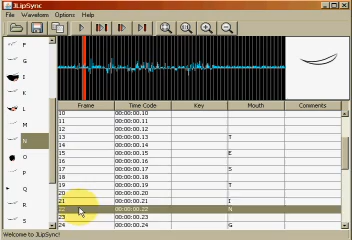 JLipSync
File Waveform Options Help
F
G
I
K
L
M
N
O
P
Q
R
S
Frame Time Code Key Mouth Comments
10 00:00:00.10
11 00:00:00.11
12 00:00:00.12
13 00:00:00.13 T
14 00:00:00.14
15 00:00:00.15 E
16 00:00:00.16
17 00:00:00.17 S
18 00:00:00.18
19 00:00:00.19 T
20 00:00:00.20
21 00:00:00.21 I
22 00:00:00.22 N
23 00:00:00.23
24 00:00:00.24 G
Welcome to JLipSync!